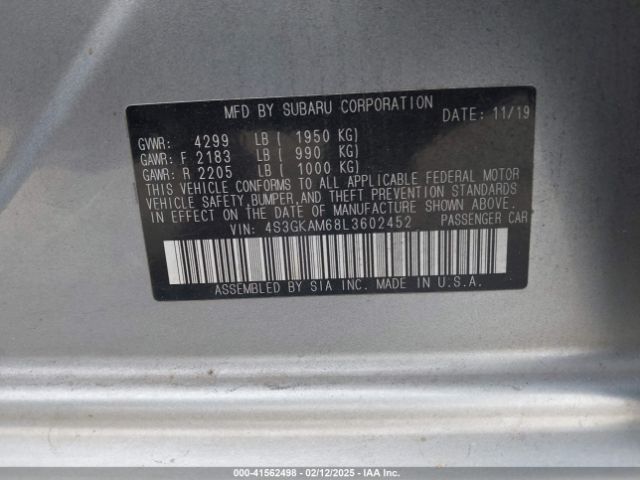 MFD BY SUBARU CORPORATION DATE: 11/19
GVWR: 4299 LB ( 1950 KG)
GAWR: F 2183 LB ( 990 KG)
GAWR: R 2205 LB ( 1000 KG)
THIS VEHICLE CONFORMS TO ALL APPLICABLE FEDERAL MOTOR
VEHICLE SAFETY,BUMPER,AND THEFT PREVENTION STANDARDS
IN EFFECT ON THE DATE OF MANUFACTURE SHOWN ABOVE.
VIN: 4S3GKAM68L3602452 PASSENGER CAR
ASSEMBLED BY SIA INC. MADE IN U.S.A.
000-41562498 - 02/12/2025 - IAA Inc.